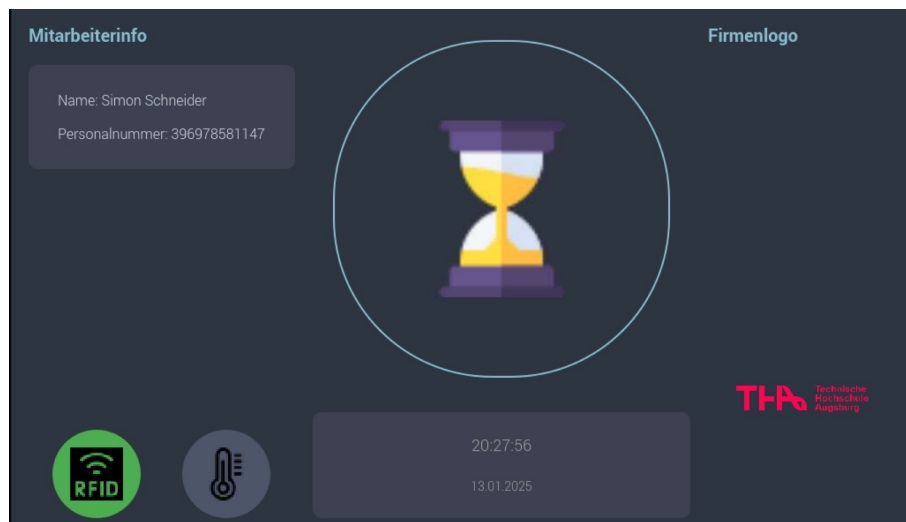 Mitarbeiterinfo
Firmenlogo
Name: Simon Schneider
Personalnummer: 396978581147
Technische
Hochschule
Augsburg
THA
RFID
20:27:56
13.01.2025